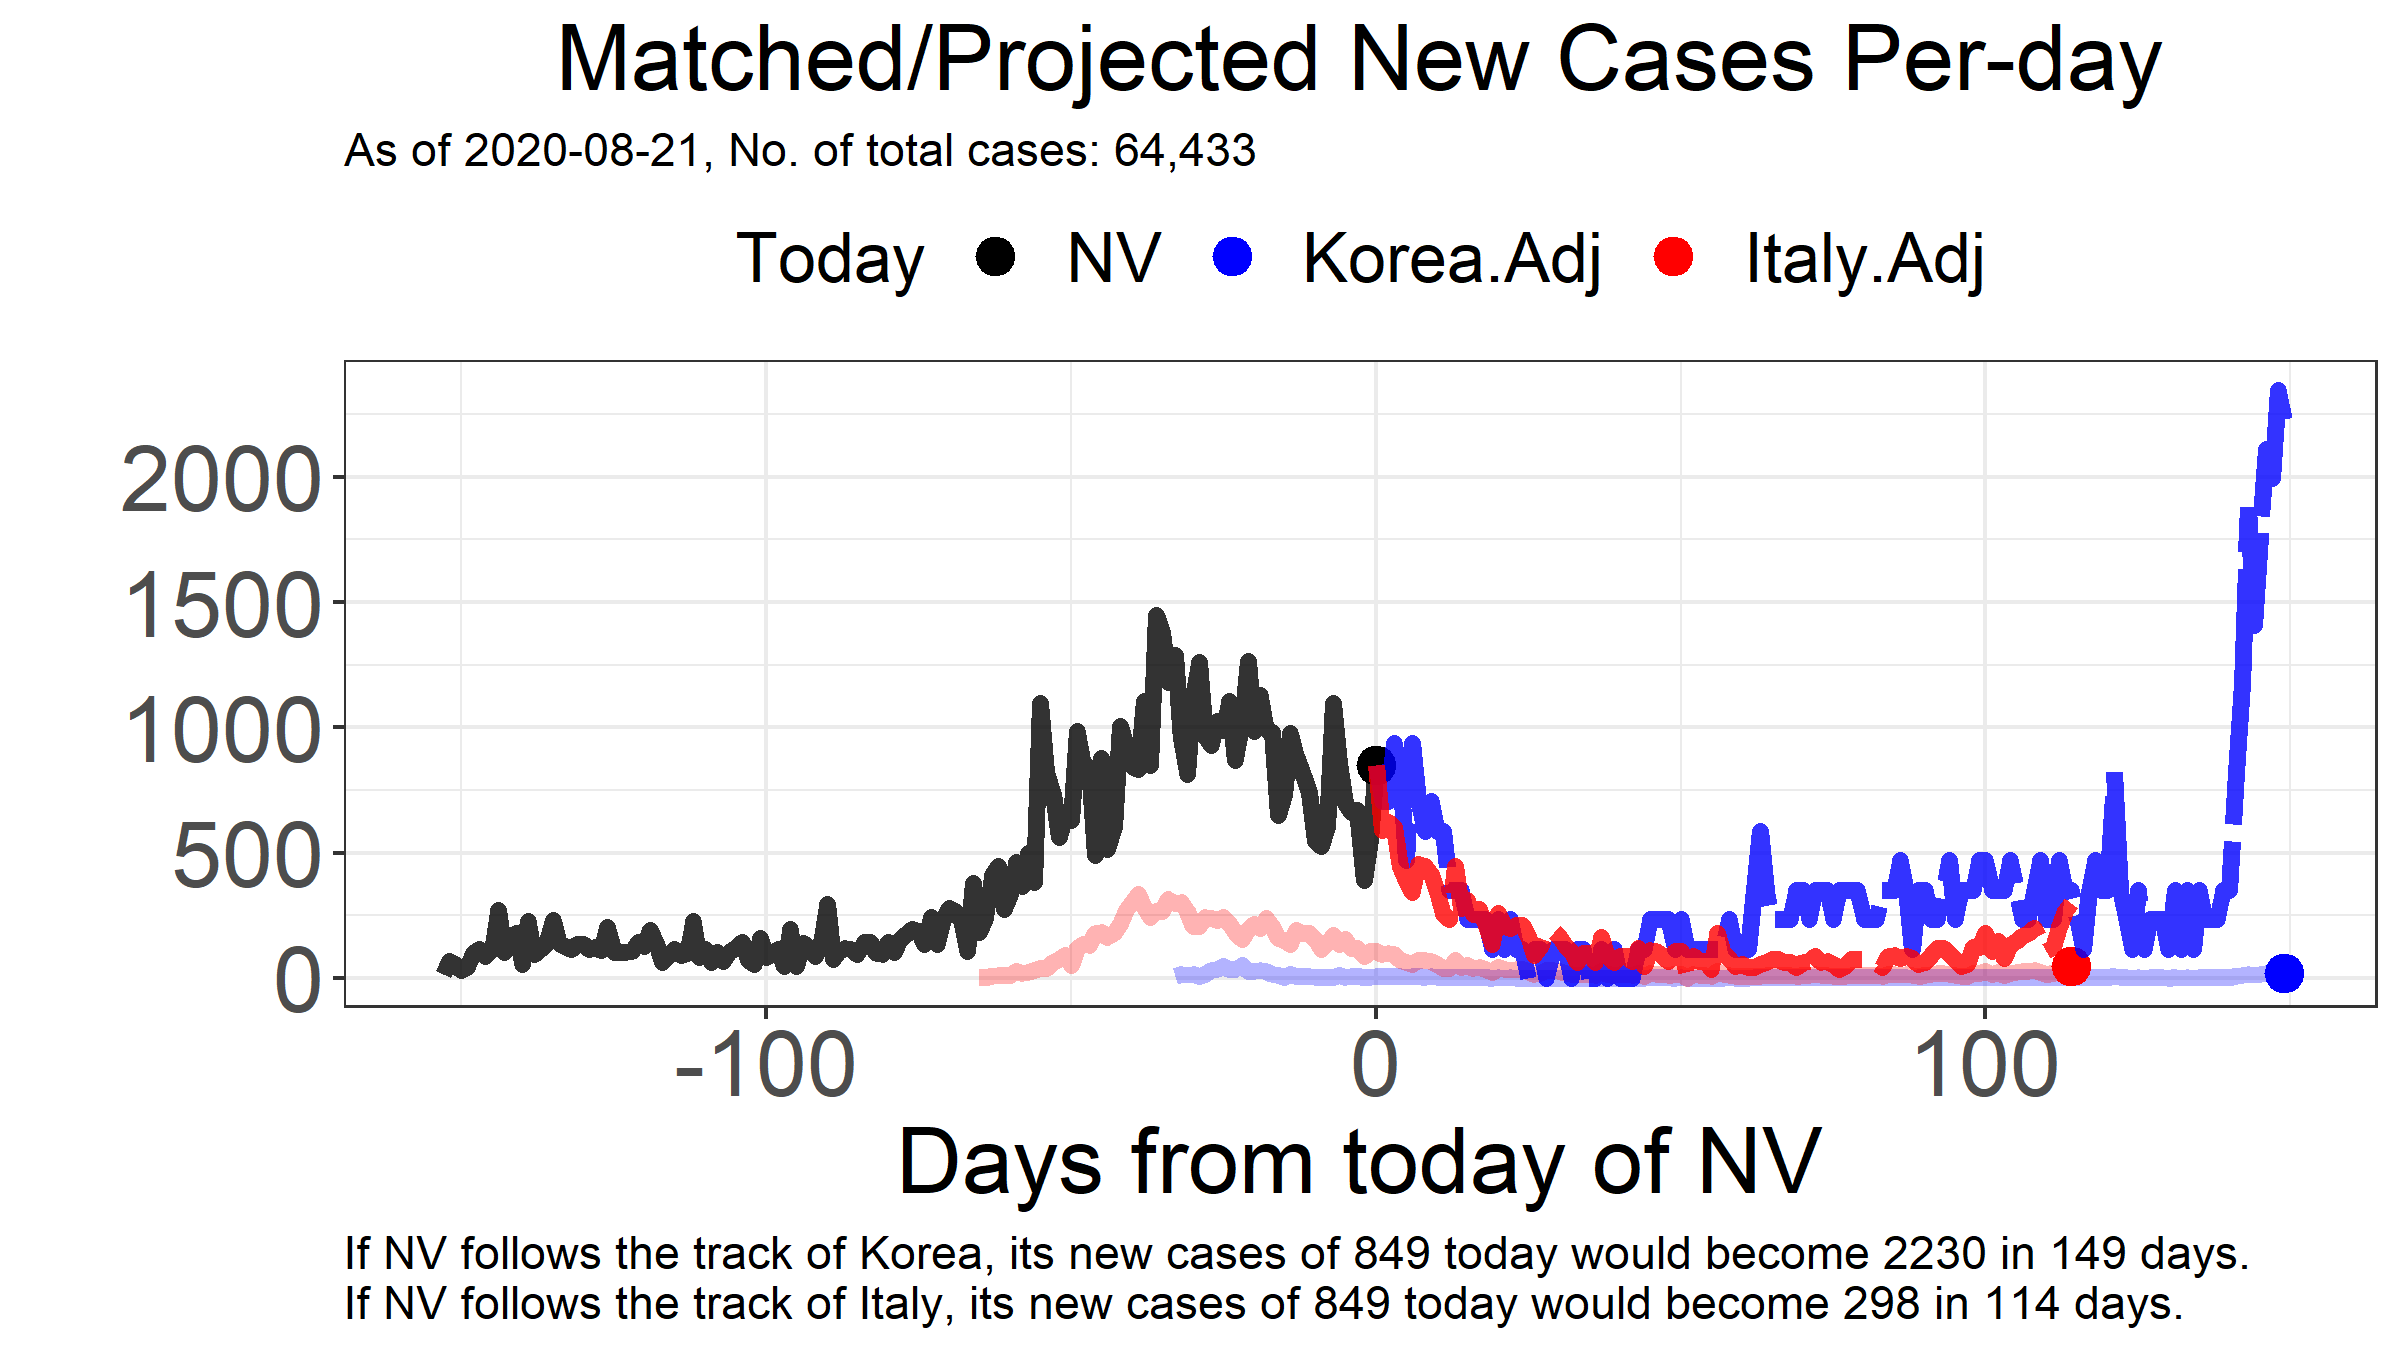 Matched/Projected New Cases Per-day
As of 2020-08-21, No. of total cases: 64,433
Today NV Korea.Adj Italy.Adj
2000
1500
1000
500
0
-100 0 100
Days from today of NV
If NV follows the track of Korea, its new cases of 849 today would become 2230 in 149 days.
If NV follows the track of Italy, its new cases of 849 today would become 298 in 114 days.